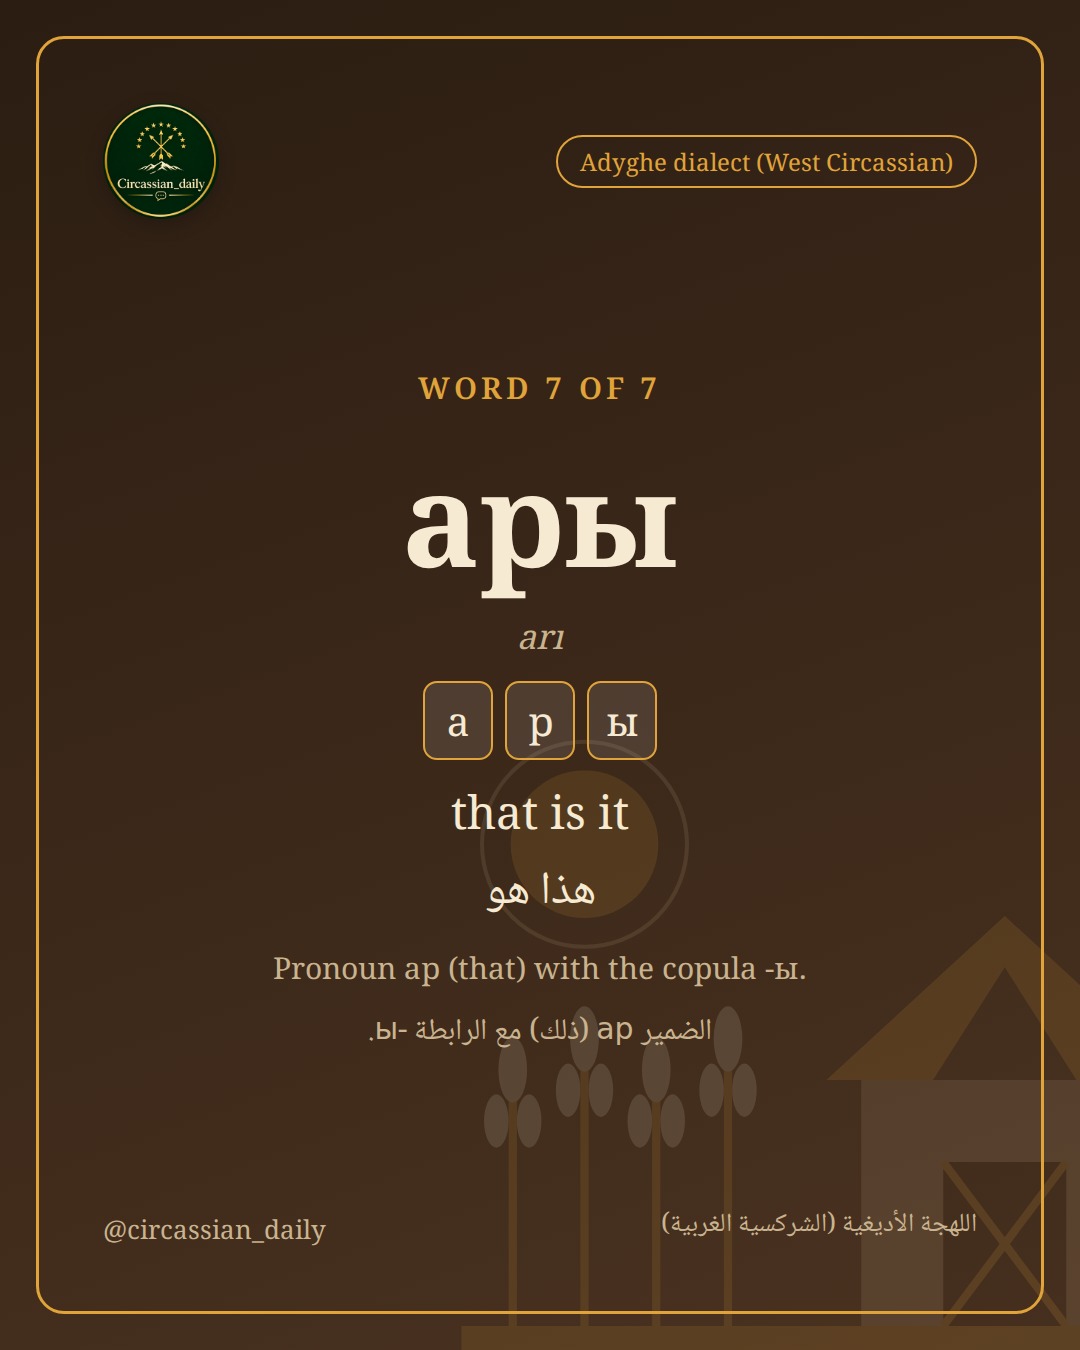 Circassian_daily
Adyghe dialect (West Circassian)
WORD 7 OF 7
ары
arı
а р ы
that is it
هذا هو
Pronoun ар (that) with the copula -ы.
الضمير ар (ذلك) مع الرابطة -ы.
@circassian_daily
اللهجة الأديغية (الشركسية الغربية)